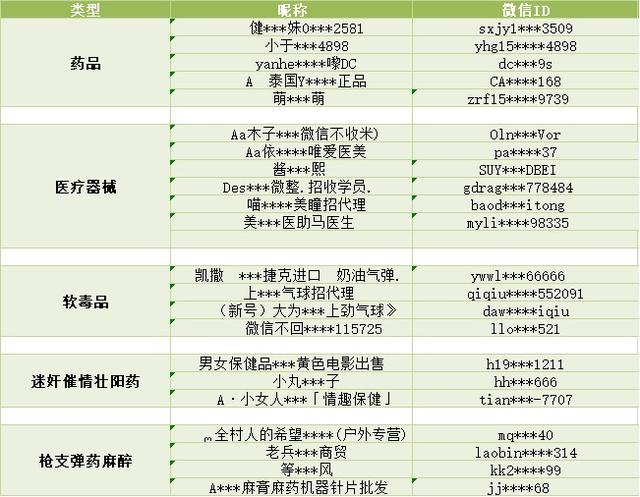 类型 昵称 微信ID
药品
健***妹0***2581 sxjy1***3509
小于***4898 yhg15****4898
yanhe****嚟DC dc***9s
A 泰国Y****正品 CA****168
萌***萌 zrf15****9739
医疗器械
Aa木子***微信不收米) Oln***Vor
Aa依****唯爱医美 pa****37
酱***熙 SUY***DBEI
Des***微整.招收学员. gdrag***778484
喵****美瞳招代理 baod***itong
美***医助马医生 myli****98335
软毒品
凯撒 ***捷克进口 奶油气弹. ywwl***66666
上***气球招代理 qiqiu****552091
(新号)大为***上劲气球》 daw****iqiu
微信不回****115725 llo***521
迷奸催情壮阳药
男女保健品***黄色电影出售 h19***1211
小丸***子 hh***666
A·小女人***「情趣保健」 tian***-7707
枪支弹药麻醉
全村人的希望****(户外专营) mq***40
老兵***商贸 laobin****314
等***风 kk2****99
A***麻膏麻药机器针片批发 jj****68